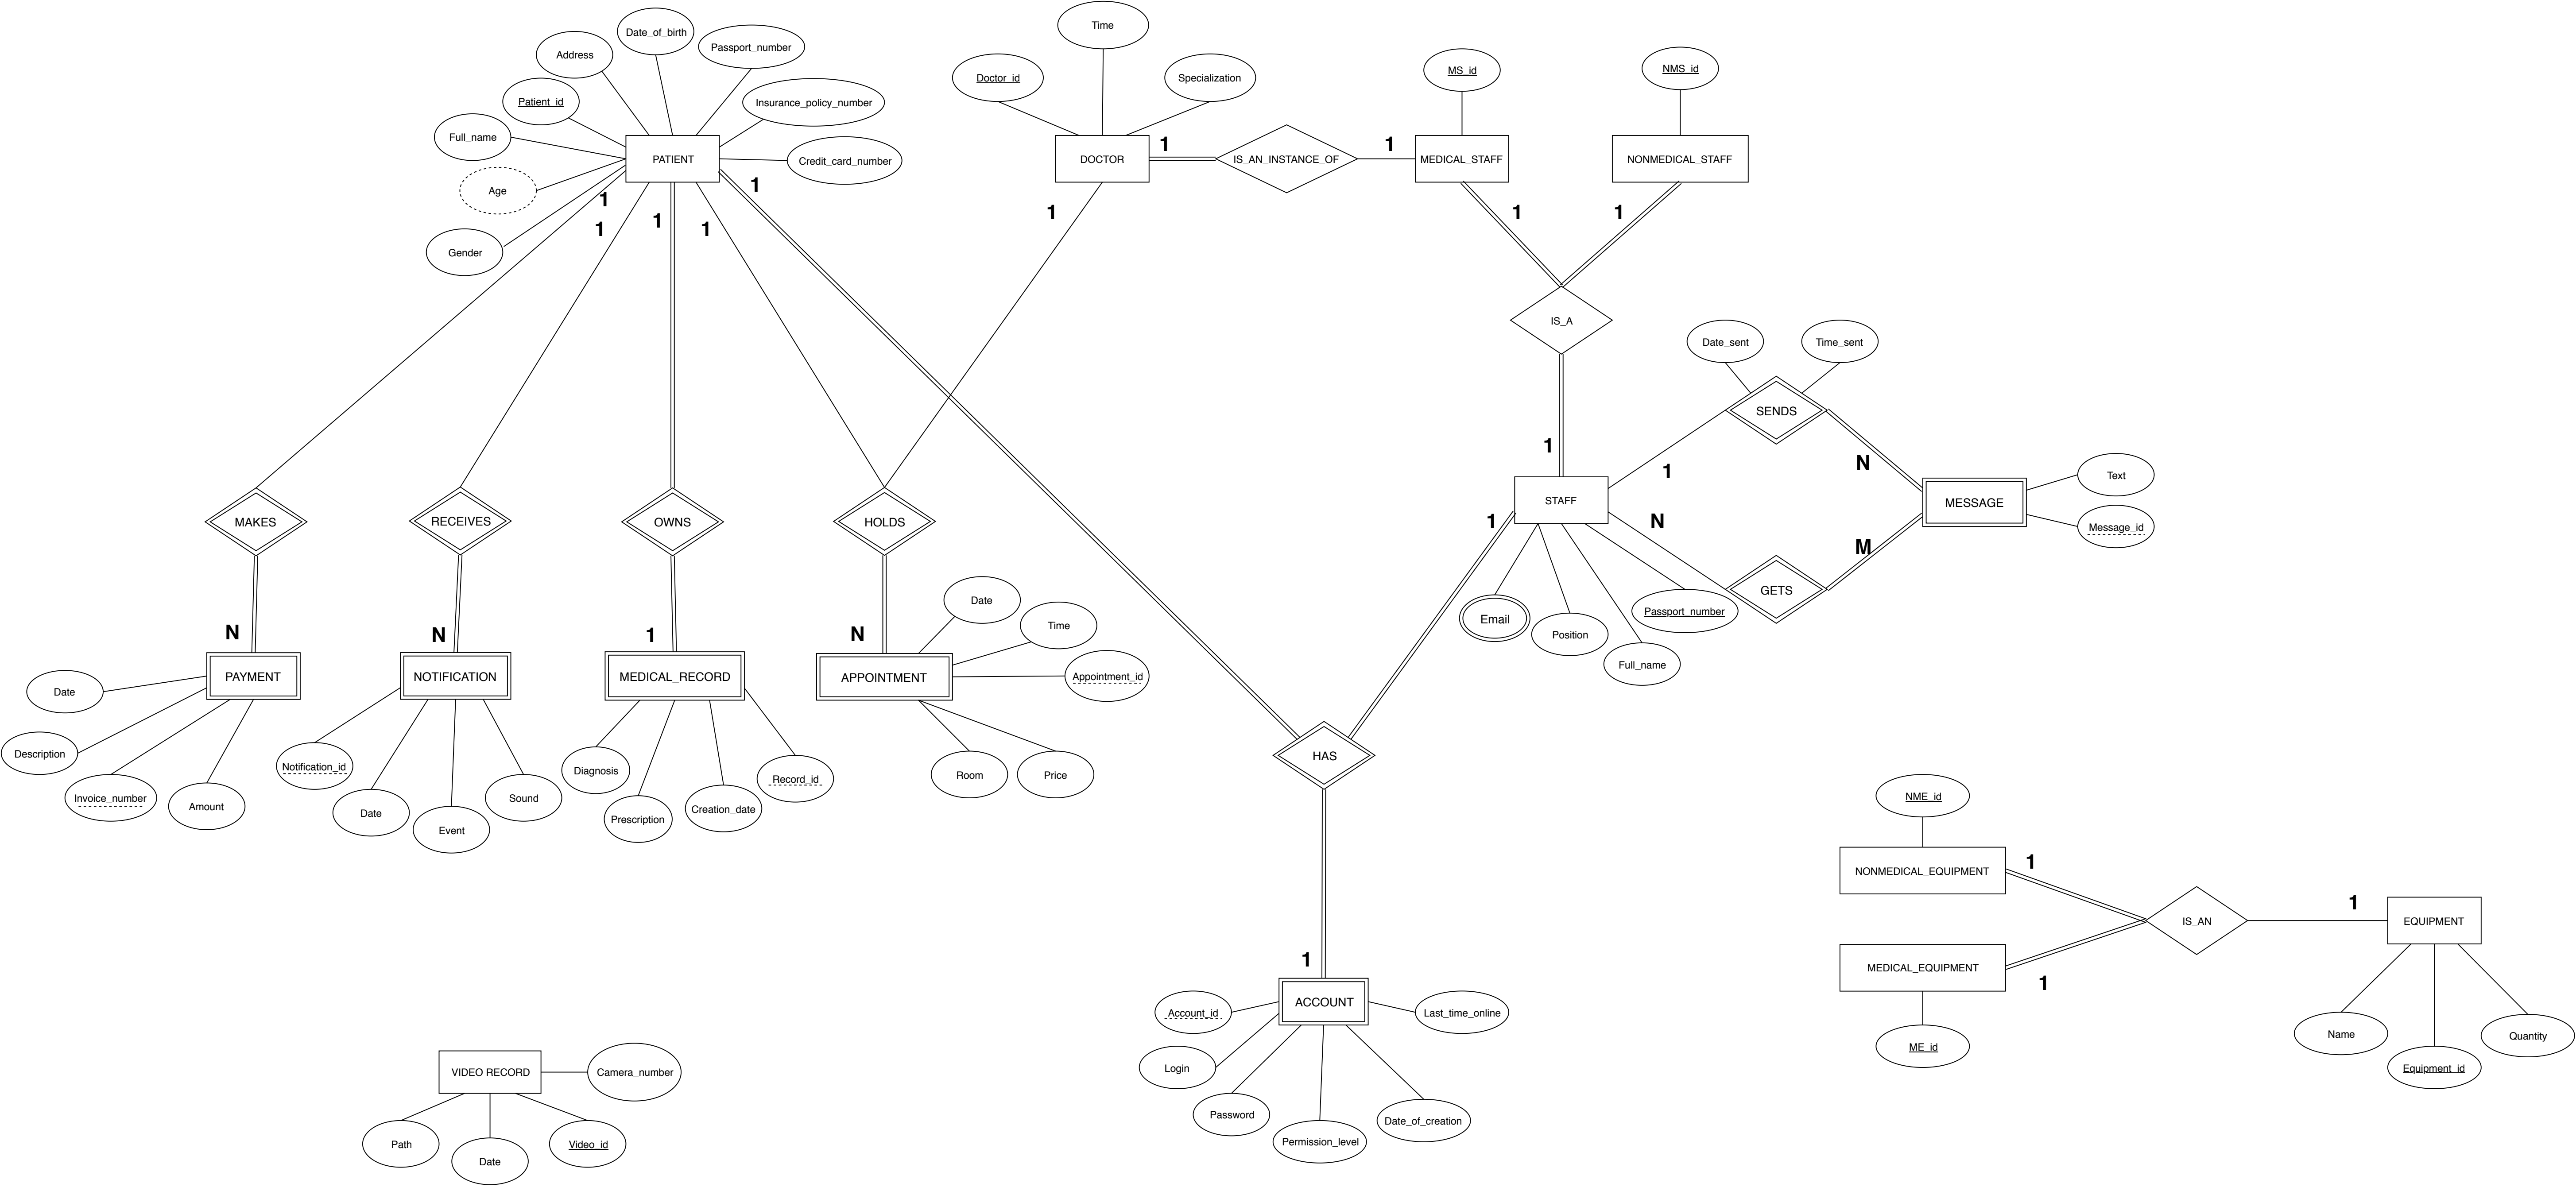 Time
Date_of_birth
Passport_number
Address
Doctor_id
Specialization
MS_id
NMS_id
Patient_id
Insurance_policy_number
Full_name
PATIENT
Credit_card_number
DOCTOR
1
IS_AN_INSTANCE_OF
1
MEDICAL_STAFF
NONMEDICAL_STAFF
Age
1
1
Gender
1
1
1
1
1
1
IS_A
Date_sent
Time_sent
SENDS
1
1
N
Text
STAFF
MESSAGE
Message_id
MAKES
RECEIVES
OWNS
HOLDS
1
N
M
GETS
Email
Position
Full_name
Passport_number
N
N
1
N
Date
Time
PAYMENT
NOTIFICATION
MEDICAL_RECORD
APPOINTMENT
Appointment_id
Date
Description
Invoice_number
Amount
Notification_id
Date
Event
Sound
Diagnosis
Prescription
Creation_date
Record_id
Room
Price
HAS
NME_id
NONMEDICAL_EQUIPMENT
1
IS_AN
1
EQUIPMENT
MEDICAL_EQUIPMENT
1
ME_id
Name
Equipment_id
Quantity
1
ACCOUNT
Account_id
Last_time_online
Login
Password
Permission_level
Date_of_creation
VIDEO RECORD
Camera_number
Path
Date
Video_id